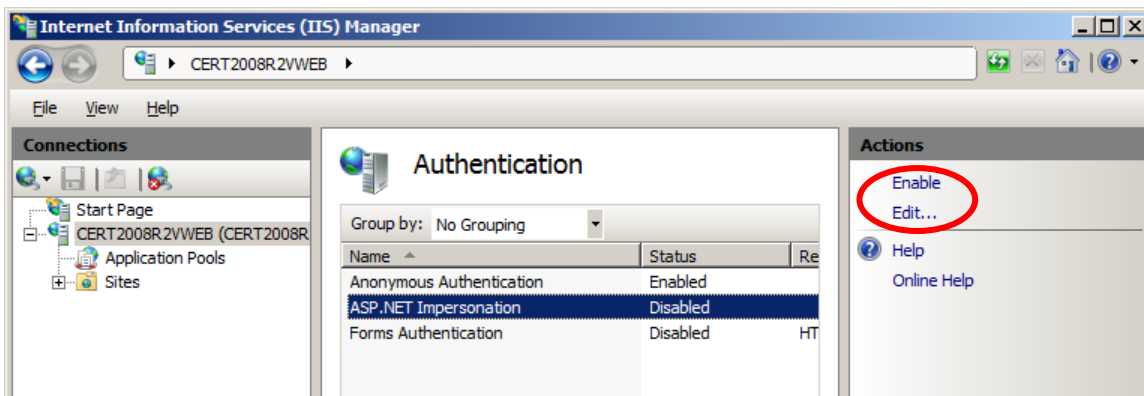 Internet Information Services (IIS) Manager
CERT2008R2VWEB
File View Help
Connections
Start Page
CERT2008R2VWEB (CERT2008R
Application Pools
Sites
Authentication
Group by: No Grouping
Name Status Re
Anonymous Authentication Enabled
ASP.NET Impersonation Disabled
Forms Authentication Disabled HT
Actions
Enable
Edit...
Help
Online Help